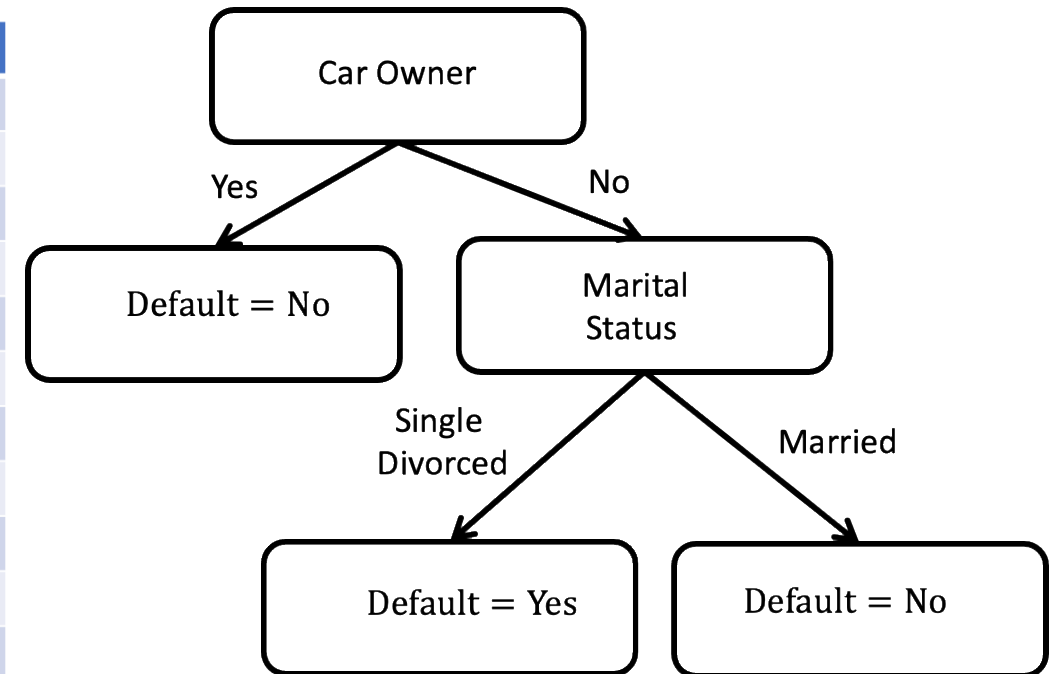 Car Owner
Yes
No
Default = No
Marital
Status
Single
Divorced
Married
Default = Yes
Default = No